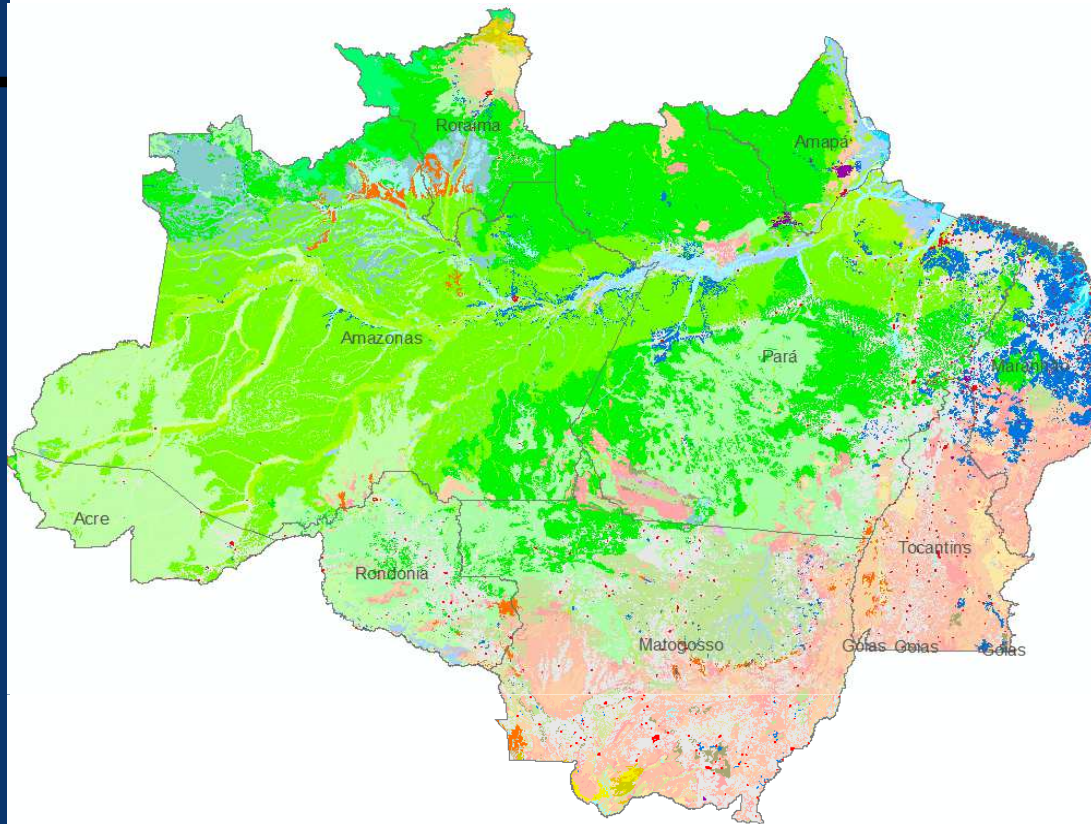 Roraima
Amapá
Amazonas
Pará
Maranhão
Acre
Rondonia
Tocantins
Matogosso
Goias
Goias
Goias